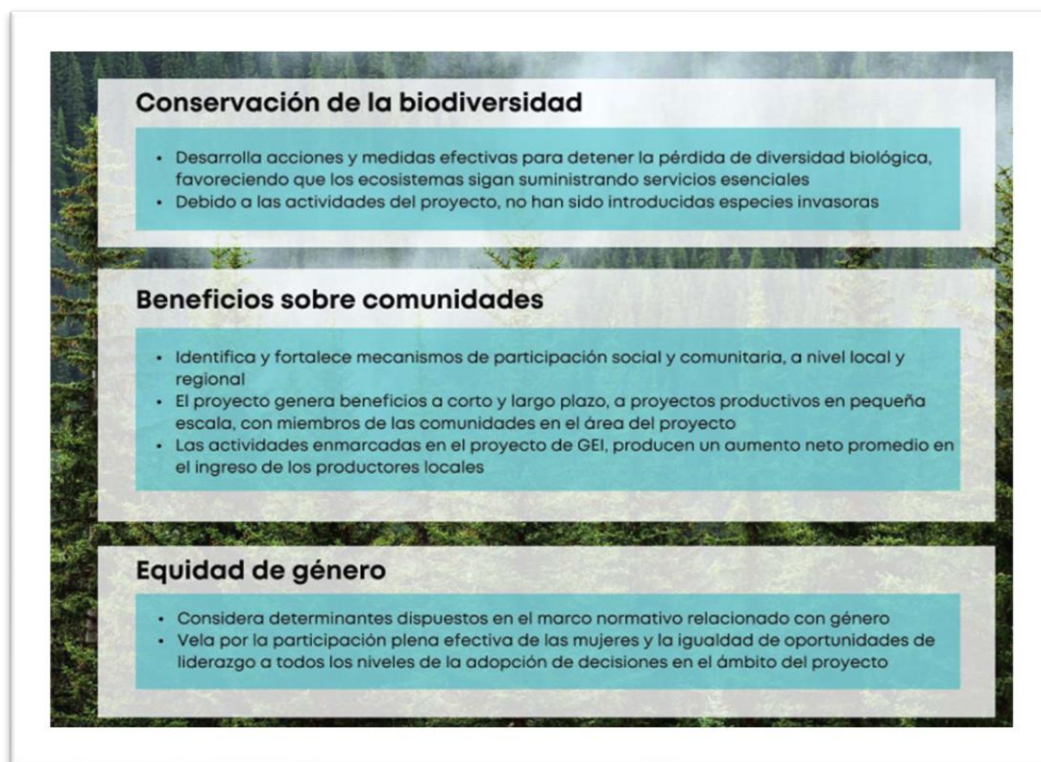 Conservación de la biodiversidad
• Desarrolla acciones y medidas efectivas para detener la pérdida de diversidad biológica,
favoreciendo que los ecosistemas sigan suministrando servicios esenciales
• Debido a las actividades del proyecto, no han sido introducidas especies invasoras
Beneficios sobre comunidades
• Identifica y fortalece mecanismos de participación social y comunitaria, a nivel local y
regional
• El proyecto genera beneficios a corto y largo plazo, a proyectos productivos en pequeña
escala, con miembros de las comunidades en el área del proyecto
• Las actividades enmarcadas en el proyecto de GEI, producen un aumento neto promedio en
el ingreso de los productores locales
Equidad de género
• Considera determinantes dispuestos en el marco normativo relacionado con género
• Vela por la participación plena efectiva de las mujeres y la igualdad de oportunidades de
liderazgo a todos los niveles de la adopción de decisiones en el ámbito del proyecto